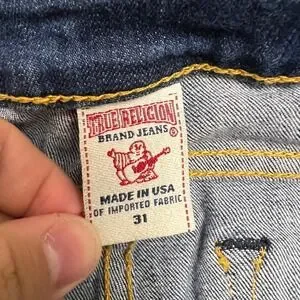 TRUE RELIGION
BRAND JEANS®
MADE IN USA
OF IMPORTED FABRIC
31